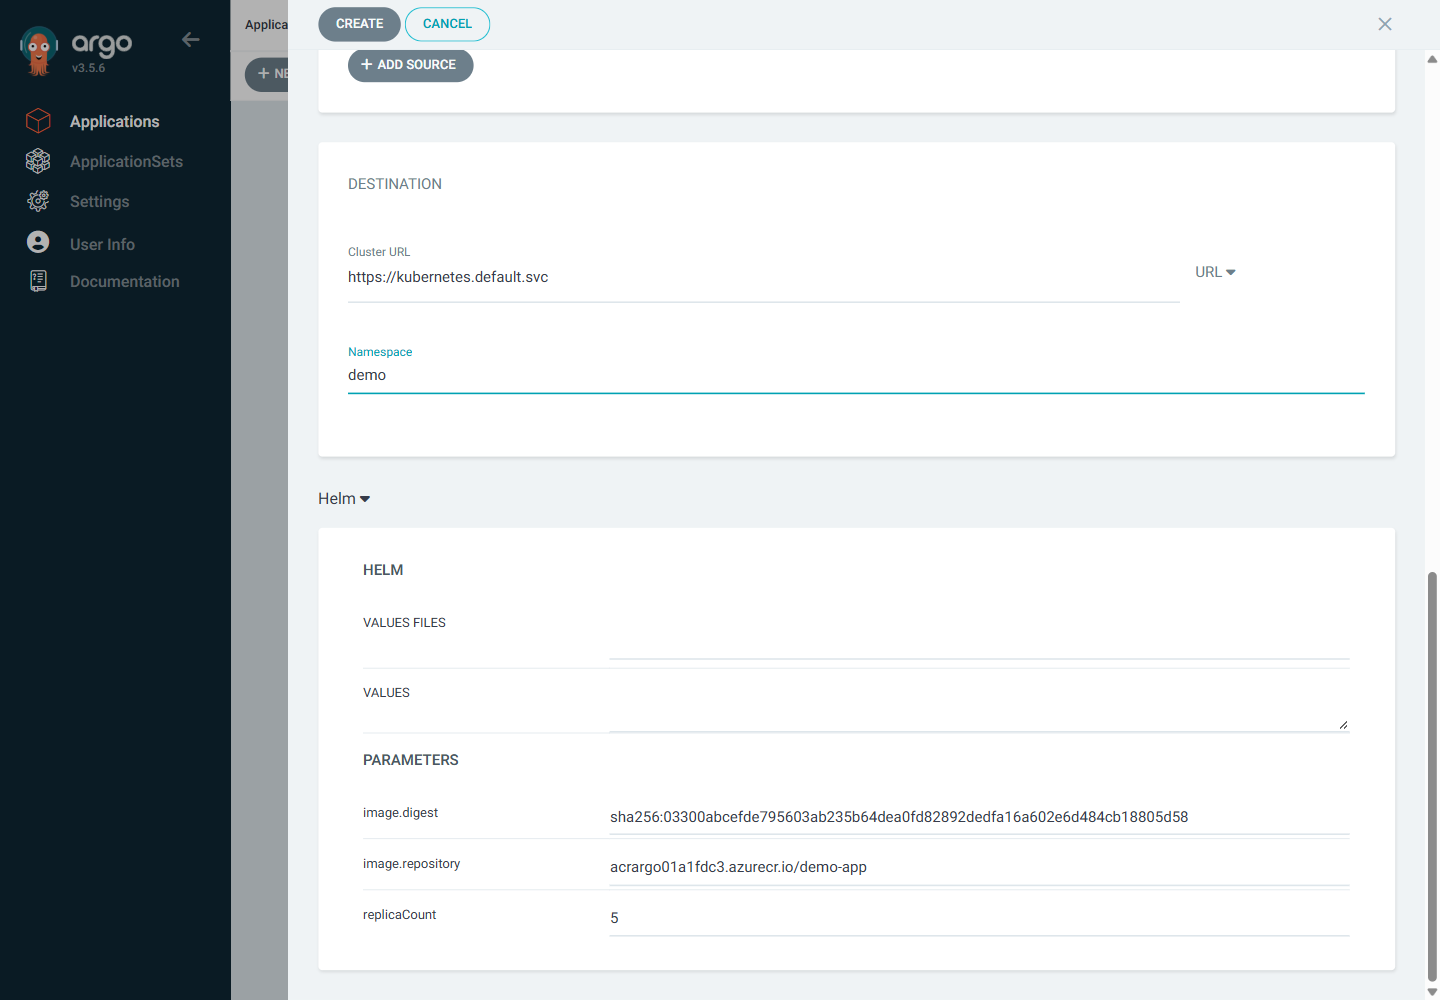 argo
v3.5.6
Applications
ApplicationSets
Settings
User Info
Documentation
Applica
+ NE
CREATE
CANCEL
+ ADD SOURCE
DESTINATION
Cluster URL
https://kubernetes.default.svc
URL
Namespace
demo
Helm
HELM
VALUES FILES
VALUES
PARAMETERS
image.digest
sha256:03300abcefde795603ab235b64dea0fd82892dedfa16a602e6d484cb18805d58
image.repository
acrargo01a1fdc3.azurecr.io/demo-app
replicaCount
5